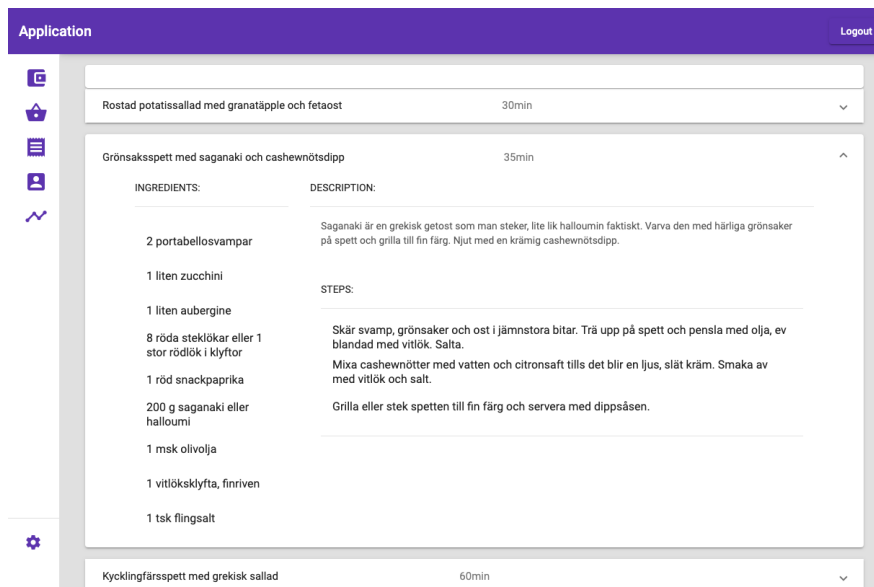 Application
Logout
Rostad potatissallad med granatäpple och fetaost 30min
Grönsaksspett med saganaki och cashewnötsdipp 35min
INGREDIENTS:
2 portabellosvampar
1 liten zucchini
1 liten aubergine
8 röda steklökar eller 1
stor rödlök i klyftor
1 röd snackpaprika
200 g saganaki eller
halloumi
1 msk olivolja
1 vitlöksklyfta, finriven
1 tsk flingsalt
DESCRIPTION:
Saganaki är en grekisk getost som man steker, lite lik halloumin faktiskt. Varva den med härliga grönsaker
på spett och grilla till fin färg. Njut med en krämig cashewnötsdipp.
STEPS:
Skär svamp, grönsaker och ost i jämnstora bitar. Trä upp på spett och pensla med olja, ev
blandad med vitlök. Salta.
Mixa cashewnötter med vatten och citronsaft tills det blir en ljus, slät kräm. Smaka av
med vitlök och salt.
Grilla eller stek spetten till fin färg och servera med dippsåsen.
Kycklingfärsspett med grekisk sallad 60min